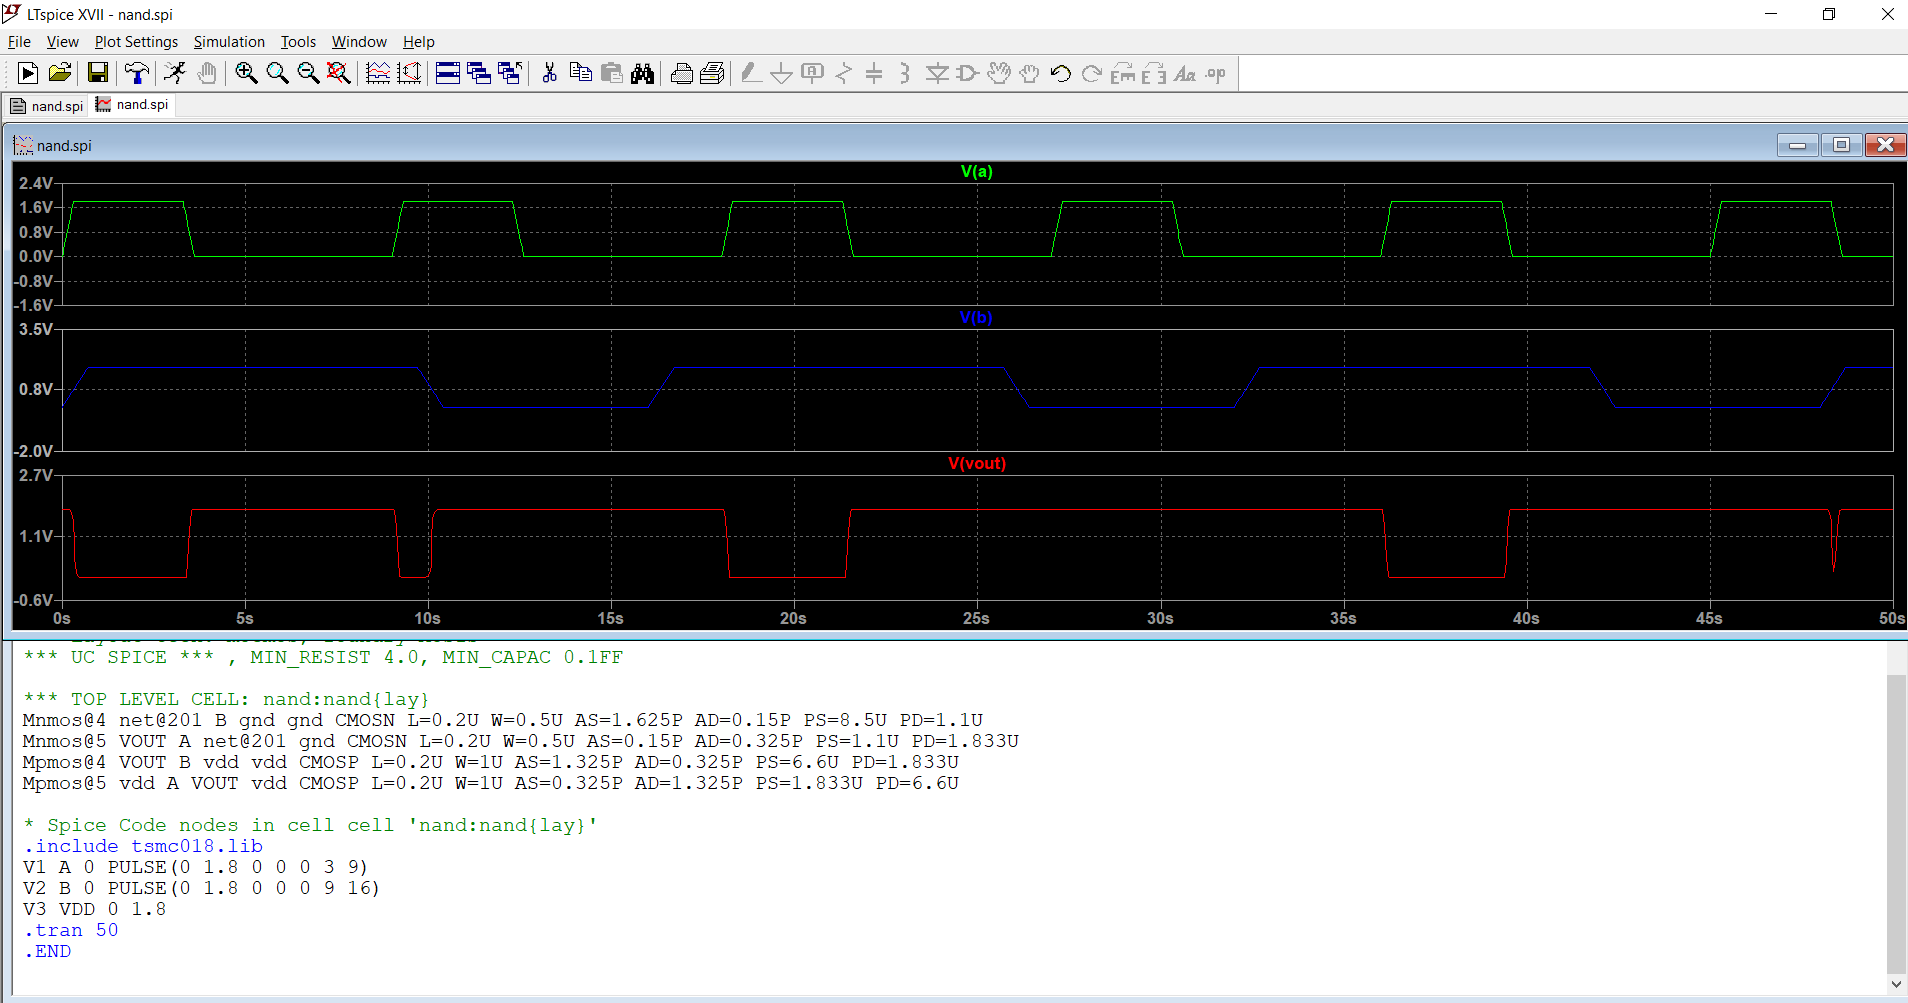 LTspice XVII - nand.spi
File View Plot Settings Simulation Tools Window Help
nand.spi nand.spi
nand.spi
V(a)
2.4V
1.6V
0.8V
0.0V
-0.8V
-1.6V
V(b)
3.5V
0.8V
-2.0V
V(vout)
2.7V
1.1V
-0.6V
0s 5s 10s 15s 20s 25s 30s 35s 40s 45s 50s
*** UC SPICE *** , MIN_RESIST 4.0, MIN_CAPAC 0.1FF
*** TOP LEVEL CELL: nand:nand{lay}
Mnmos@4 net@201 B gnd gnd CMOSN L=0.2U W=0.5U AS=1.625P AD=0.15P PS=8.5U PD=1.1U
Mnmos@5 VOUT A net@201 gnd CMOSN L=0.2U W=0.5U AS=0.15P AD=0.325P PS=1.1U PD=1.833U
Mpmos@4 VOUT B vdd vdd CMOSP L=0.2U W=1U AS=1.325P AD=0.325P PS=6.6U PD=1.833U
Mpmos@5 vdd A VOUT vdd CMOSP L=0.2U W=1U AS=0.325P AD=1.325P PS=1.833U PD=6.6U
* Spice Code nodes in cell cell 'nand:nand{lay}'
.include tsmc018.lib
V1 A 0 PULSE(0 1.8 0 0 0 3 9)
V2 B 0 PULSE(0 1.8 0 0 0 9 16)
V3 VDD 0 1.8
.tran 50
.END